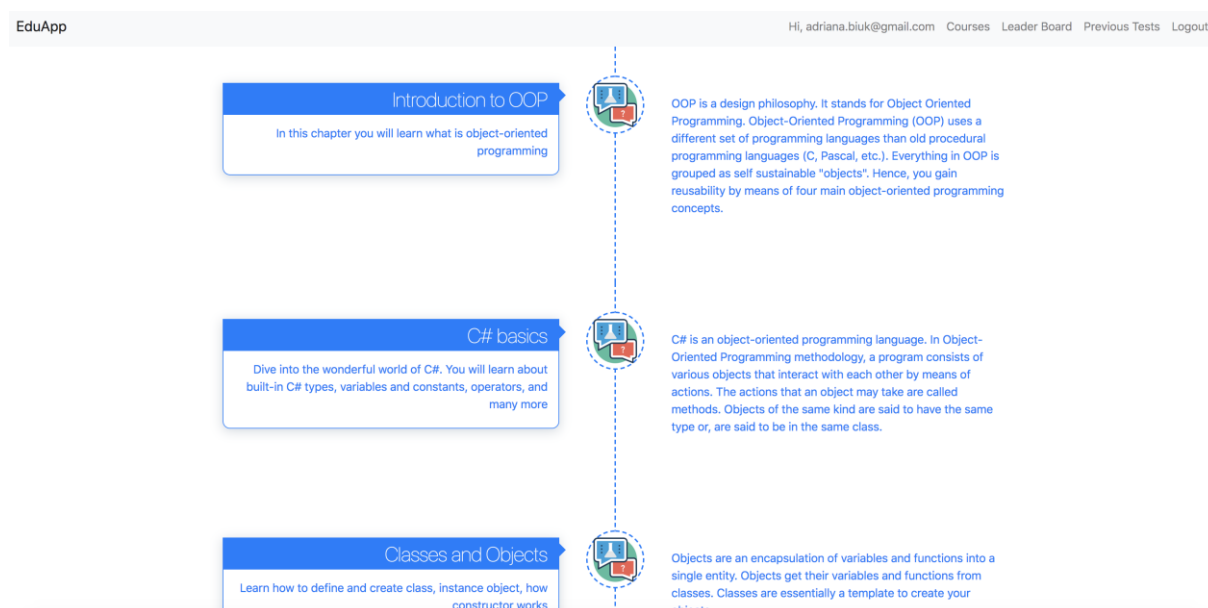 EduApp
Hi, adriana.biuk@gmail.com Courses Leader Board Previous Tests Logout
Introduction to OOP
In this chapter you will learn what is object-oriented
programming
OOP is a design philosophy. It stands for Object Oriented
Programming. Object-Oriented Programming (OOP) uses a
different set of programming languages than old procedural
programming languages (C, Pascal, etc.). Everything in OOP is
grouped as self sustainable "objects". Hence, you gain
reusability by means of four main object-oriented programming
concepts.
C# basics
Dive into the wonderful world of C#. You will learn about
built-in C# types, variables and constants, operators, and
many more
C# is an object-oriented programming language. In Object-
Oriented Programming methodology, a program consists of
various objects that interact with each other by means of
actions. The actions that an object may take are called
methods. Objects of the same kind are said to have the same
type or, are said to be in the same class.
Classes and Objects
Learn how to define and create class, instance object, how
constructor works
Objects are an encapsulation of variables and functions into a
single entity. Objects get their variables and functions from
classes. Classes are essentially a template to create your